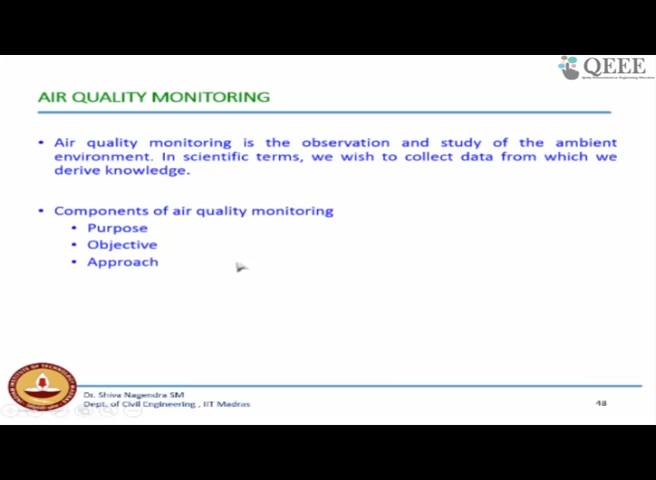 QEEE
AIR QUALITY MONITORING
• Air quality monitoring is the observation and study of the ambient
environment. In scientific terms, we wish to collect data from which we
derive knowledge.
• Components of air quality monitoring
• Purpose
• Objective
• Approach
Dr. Shiva Nagendra SM
Dept. of Civil Engineering , IIT Madras
48